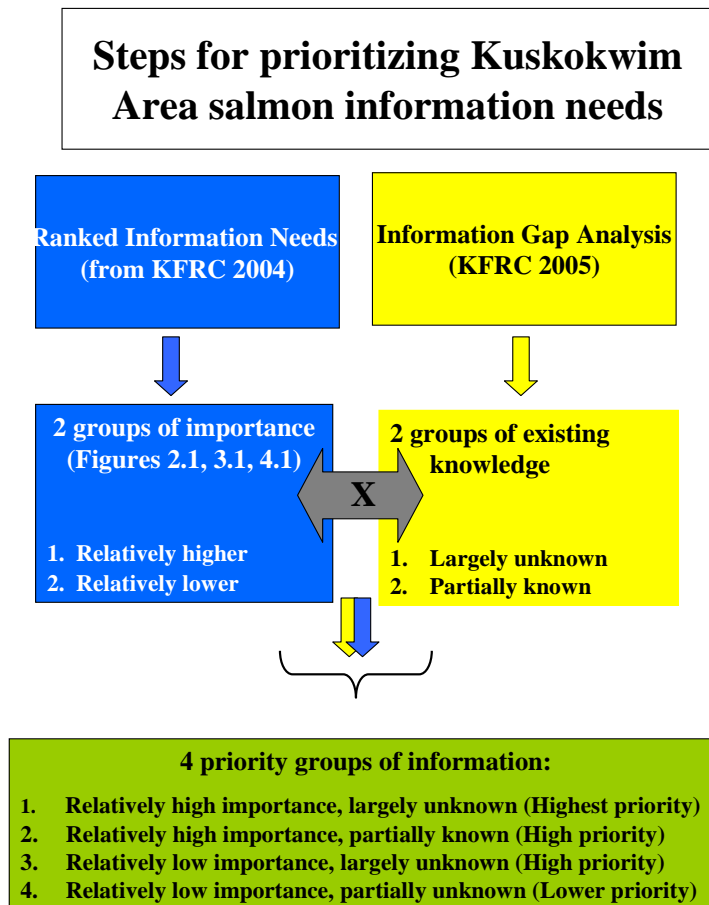 Steps for prioritizing Kuskokwim
Area salmon information needs
Ranked Information Needs
(from KFRC 2004)
Information Gap Analysis
(KFRC 2005)
2 groups of importance
(Figures 2.1, 3.1, 4.1)
1. Relatively higher
2. Relatively lower
X
2 groups of existing
knowledge
1. Largely unknown
2. Partially known
4 priority groups of information:
1. Relatively high importance, largely unknown (Highest priority)
2. Relatively high importance, partially known (High priority)
3. Relatively low importance, largely unknown (High priority)
4. Relatively low importance, partially unknown (Lower priority)